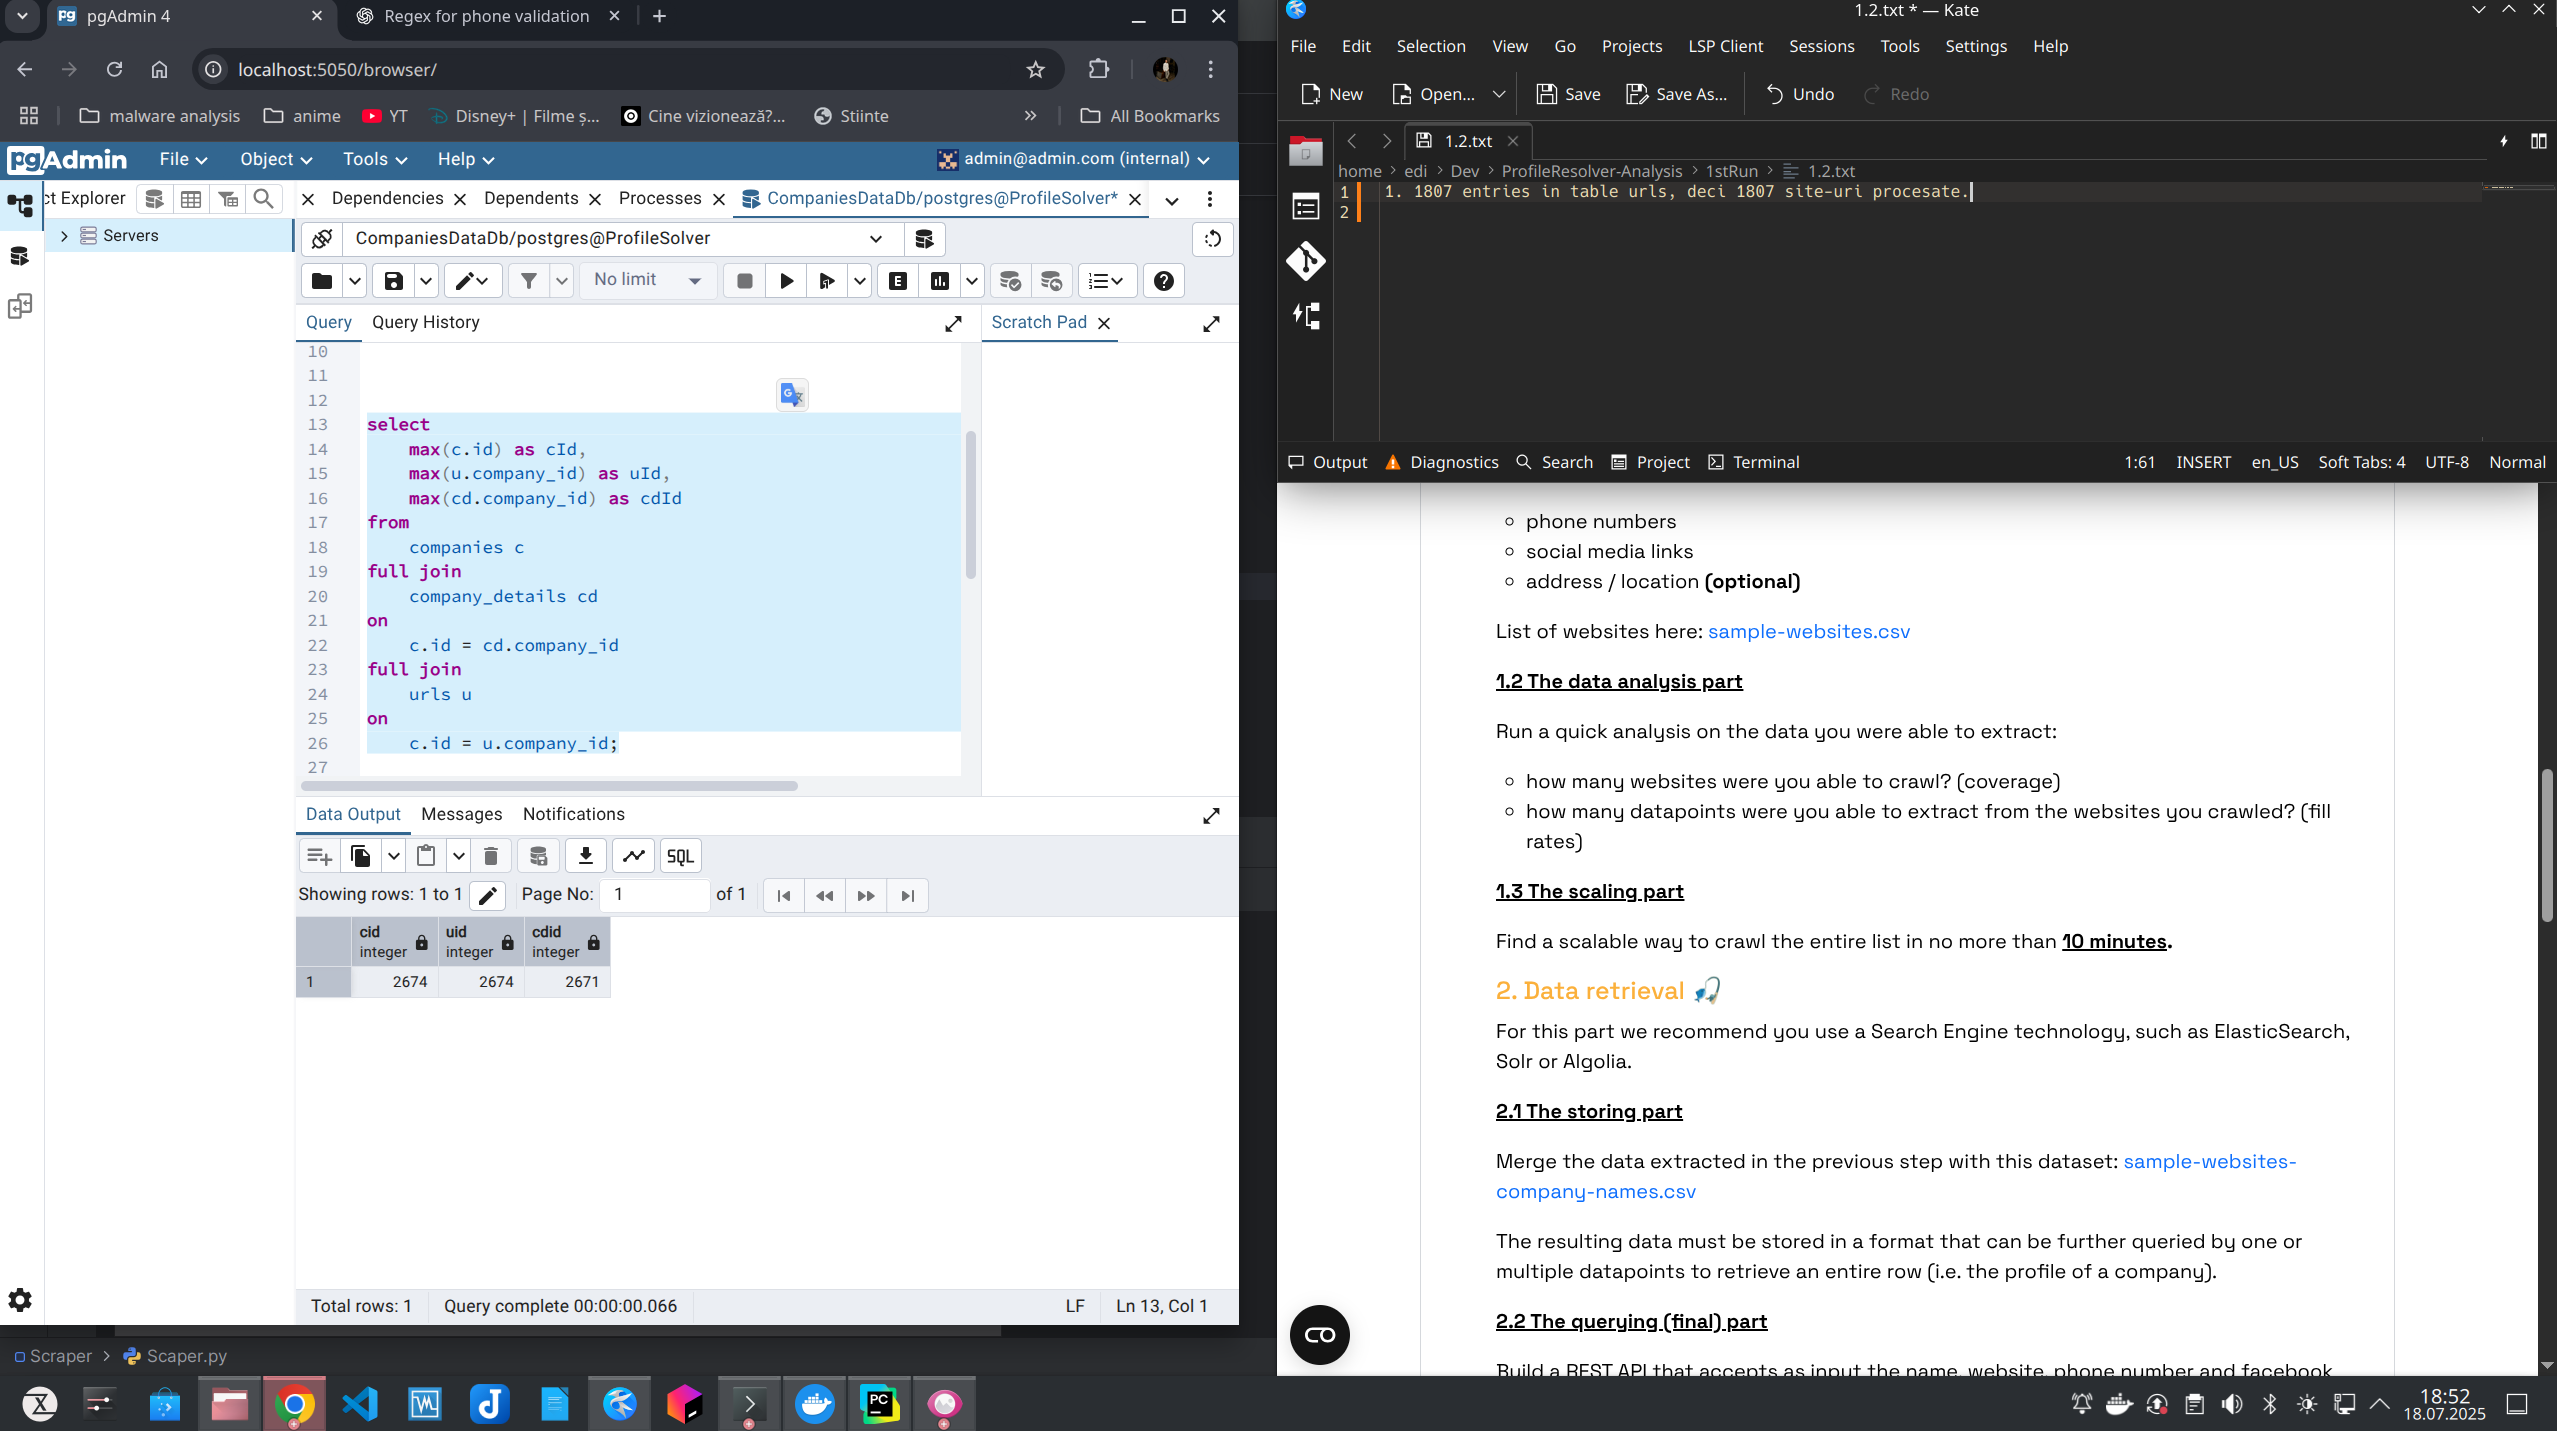 pgAdmin 4
Regex for phone validation
localhost:5050/browser/
malware analysis
anime
YT
Disney+ | Filme ș...
Cine vizionează?...
Stiinte
All Bookmarks
pgAdmin
File
Object
Tools
Help
admin@admin.com (internal)
ct Explorer
Dependencies
Dependents
Processes
CompaniesDataDb/postgres@ProfileSolver*
Servers
CompaniesDataDb/postgres@ProfileSolver
No limit
Query
Query History
Scratch Pad
10
11
12
13 select
14 max(c.id) as cId,
15 max(u.company_id) as uId,
16 max(cd.company_id) as cdId
17 from
18 companies c
19 full join
20 company_details cd
21 on
22 c.id = cd.company_id
23 full join
24 urls u
25 on
26 c.id = u.company_id;
27
Data Output
Messages
Notifications
SQL
Showing rows: 1 to 1
Page No: 1 of 1
cid integer
uid integer
cdid integer
1 2674 2674 2671
Total rows: 1
Query complete 00:00:00.066
LF
Ln 13, Col 1
Scraper > Scaper.py
1.2.txt * — Kate
File
Edit
Selection
View
Go
Projects
LSP Client
Sessions
Tools
Settings
Help
New
Open...
Save
Save As...
Undo
Redo
1.2.txt
home > edi > Dev > ProfileResolver-Analysis > 1stRun > 1.2.txt
1 1. 1807 entries in table urls, deci 1807 site-uri procesate.
2
Output
Diagnostics
Search
Project
Terminal
1:61
INSERT
en_US
Soft Tabs: 4
UTF-8
Normal
phone numbers
social media links
address / location (optional)
List of websites here: sample-websites.csv
1.2 The data analysis part
Run a quick analysis on the data you were able to extract:
how many websites were you able to crawl? (coverage)
how many datapoints were you able to extract from the websites you crawled? (fill
rates)
1.3 The scaling part
Find a scalable way to crawl the entire list in no more than 10 minutes.
2. Data retrieval
For this part we recommend you use a Search Engine technology, such as ElasticSearch,
Solr or Algolia.
2.1 The storing part
Merge the data extracted in the previous step with this dataset: sample-websites-
company-names.csv
The resulting data must be stored in a format that can be further queried by one or
multiple datapoints to retrieve an entire row (i.e. the profile of a company).
2.2 The querying (final) part
Build a REST API that accepts as input the name, website, phone number and facebook
18:52
18.07.2025